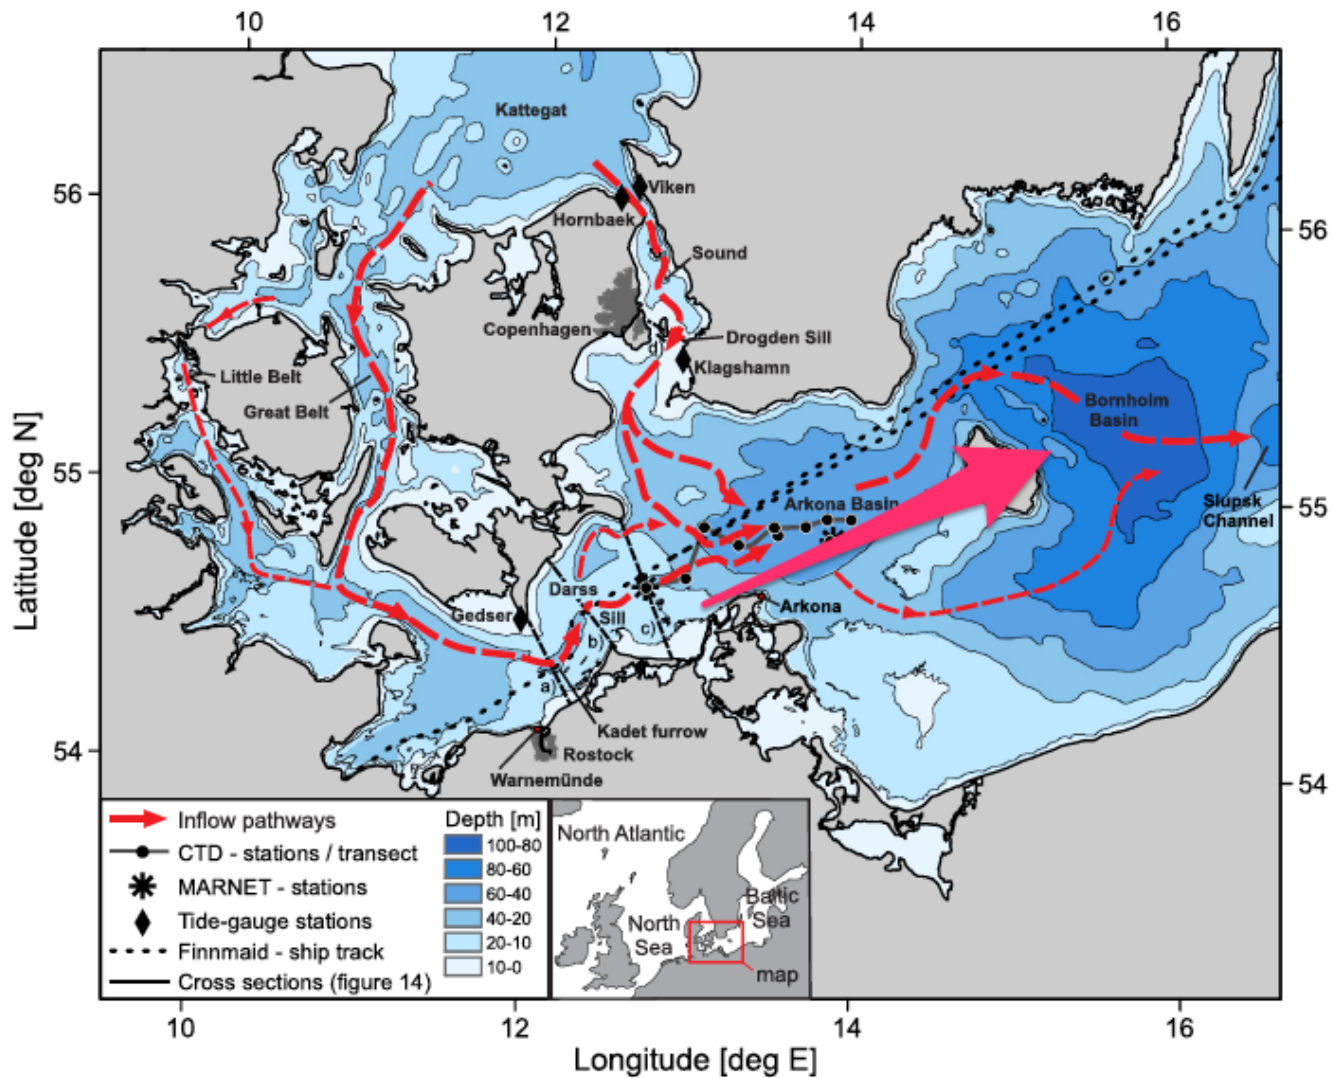 10
12
14
16
Kattegat
56
Viken
Hornbaek
56
Sound
Copenhagen
Drogden Sill
d)
Klagshamn
Little Belt
Great Belt
Bornholm
Basin
55
Arkona Basin
Slupsk
Channel
55
Latitude [deg N]
Darss
Sill
Gedser
Arkona
c)
b
a)
Kadet furrow
54
Rostock
Warnemünde
54
Inflow pathways
CTD - stations / transect
MARNET - stations
Tide-gauge stations
Finnmaid - ship track
Cross sections (figure 14)
Depth [m]
100-80
80-60
60-40
40-20
20-10
10-0
North Atlantic
North
Sea
Baltic
Sea
map
10
12
14
16
Longitude [deg E]